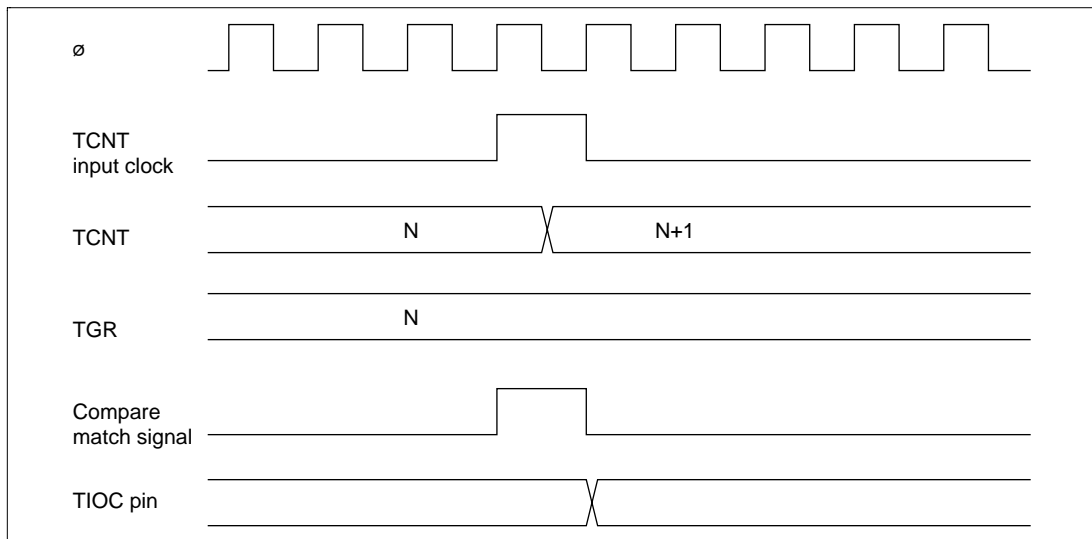 ø
TCNT
input clock
TCNT
N
N+1
TGR
N
Compare
match signal
TIOC pin